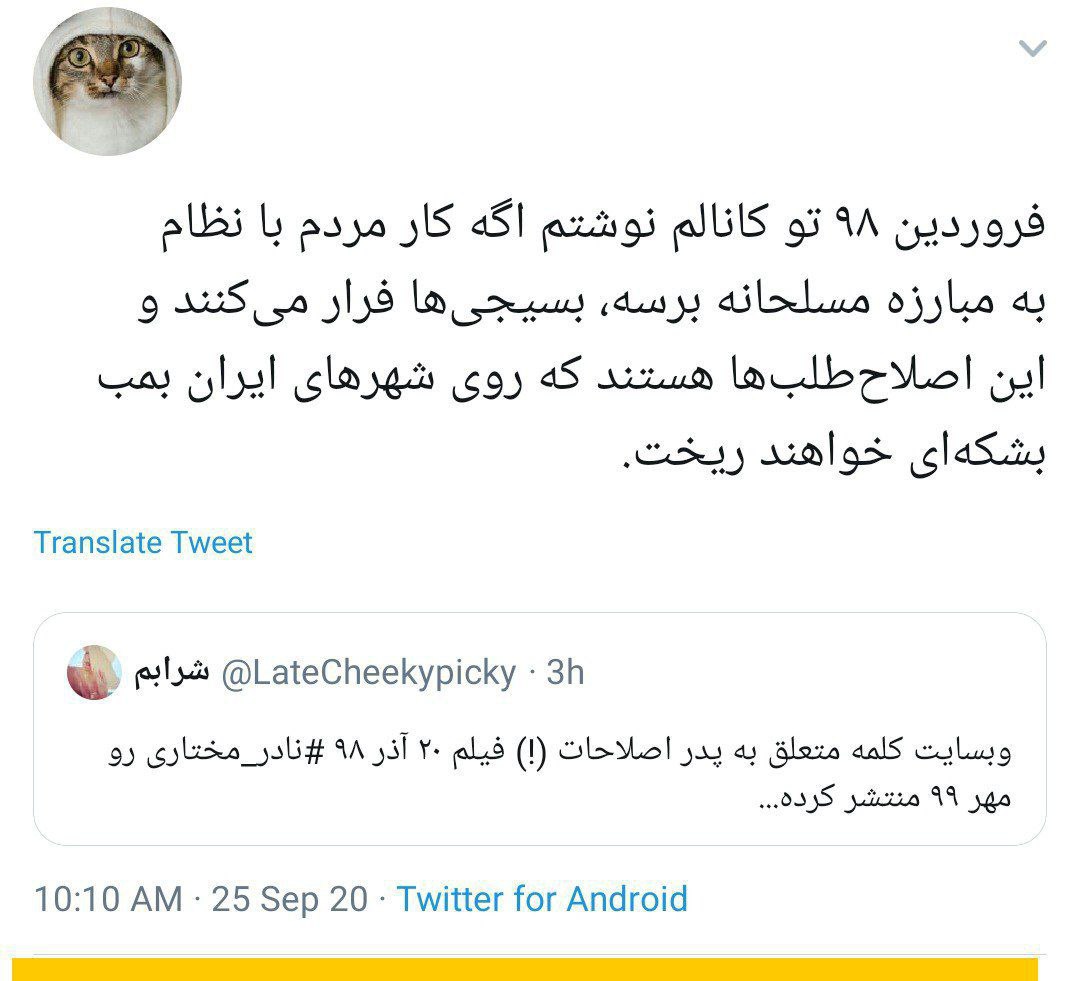 فروردین ۹۸ تو کانالم نوشتم اگه کار مردم با نظام
به مبارزه مسلحانه برسه، بسیجی‌ها فرار می‌کنند و
این اصلاح‌طلب‌ها هستند که روی شهرهای ایران بمب
بشکه‌ای خواهند ریخت.
Translate Tweet
شرابم @LateCheekypicky · 3h
وبسایت کلمه متعلق به پدر اصلاحات (!) فیلم ۲۰ آذر ۹۸ #نادر_مختاری رو
مهر ۹۹ منتشر کرده...
10:10 AM · 25 Sep 20 · Twitter for Android